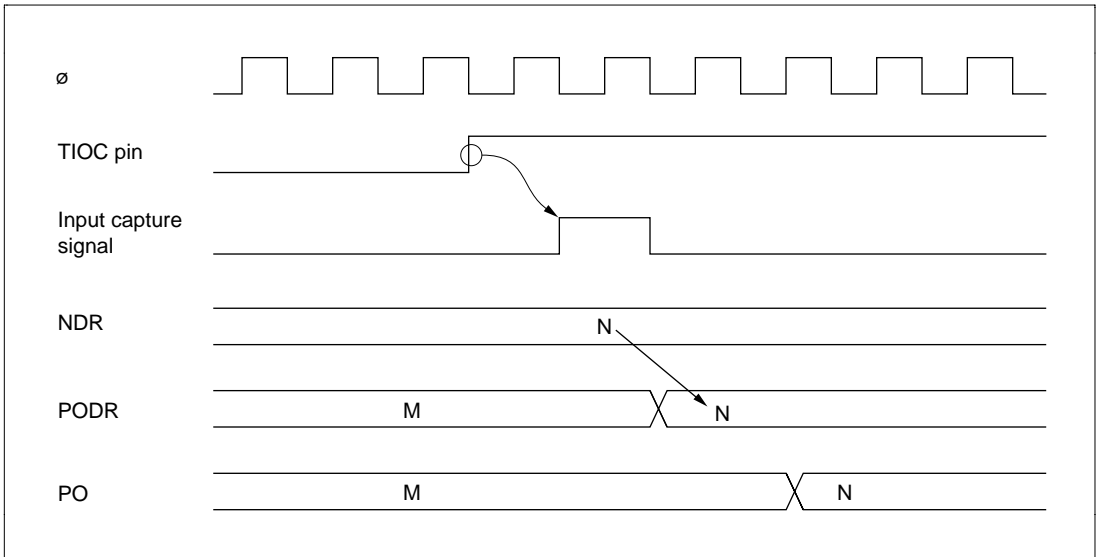 ø
TIOC pin
Input capture
signal
NDR
N
PODR
M
N
PO
M
N